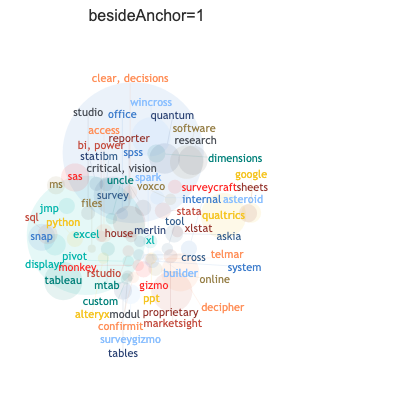 besideAnchor=1
clear, decisions
wincross
studio
office
quantum
access
software
reporter
research
bi, power
spss
statibm
dimensions
critical, vision
sas
uncle
spark
google
ms
voxco
surveycraft
sheets
survey
internal
asteroid
files
jmp
stata
sql
qualtrics
python
tool
xlstat
snap
excel
house
merlin
askia
xl
pivot
telmar
cross
display
monkey
system
rstudio
builder
tableau
online
mtab
gizmo
ppt
custom
decipher
alteryx
modul
proprietary
confirmit
marketsight
surveygizmo
tables